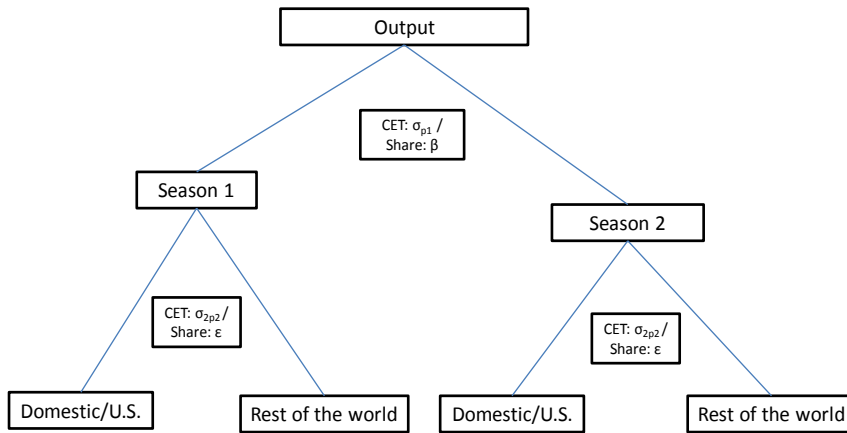 Output
CET: σp1 /
Share: β
Season 1
Season 2
CET: σ2p2 /
Share: ε
CET: σ2p2 /
Share: ε
Domestic/U.S.
Rest of the world
Domestic/U.S.
Rest of the world